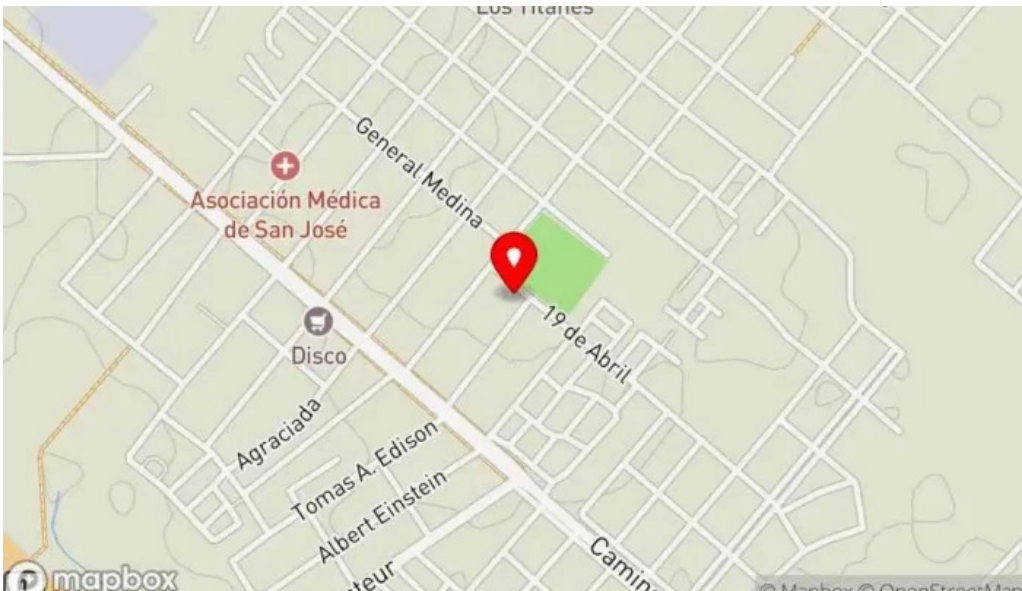 Los Titanes
General Medina
Asociación Médica
de San José
19 de Abril
Disco
Agraciada
Tomas A. Edison
Albert Einstein
mapbox
© Mapbox © OpenStreetMap